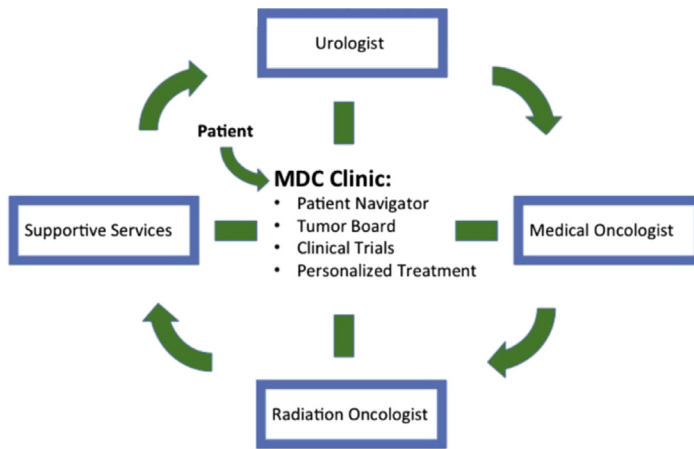 Urologist
Patient
MDC Clinic:
• Patient Navigator
• Tumor Board
• Clinical Trials
• Personalized Treatment
Supportive Services
Medical Oncologist
Radiation Oncologist